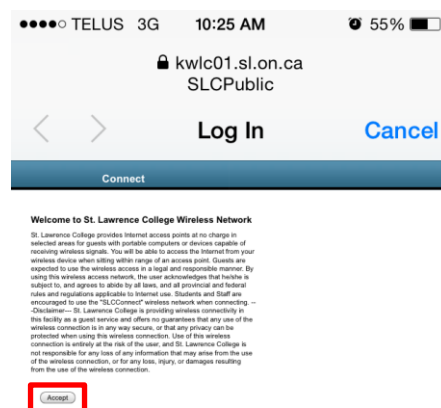 TELUS 3G 10:25 AM 55%
kwlc01.sl.on.ca
SLCPublic
Log In Cancel
Connect
Welcome to St. Lawrence College Wireless Network
St. Lawrence College provides Internet access points at no charge in
selected areas for guests with portable computers or devices capable of
receiving wireless signals. You will be able to access the Internet from your
wireless device when sitting within range of an access point. Guests are
expected to use the wireless access in a legal and responsible manner. By
using this wireless access network, the user acknowledges that he/she is
subject to, and agrees to abide by all laws, and all provincial and federal
rules and regulations applicable to Internet use. Students and Staff are
encouraged to use the "SLCConnect" wireless network when connecting. --
-Disclaimer--- St. Lawrence College is providing wireless connectivity in
this facility as a guest service and offers no guarantees that any use of the
wireless connection is in any way secure, or that any privacy can be
protected when using this wireless connection. Use of this wireless
connection is entirely at the risk of the user, and St. Lawrence College is
not responsible for any loss of any information that may arise from the use
of the wireless connection, or for any loss, injury, or damages resulting
from the use of the wireless connection.
Accept